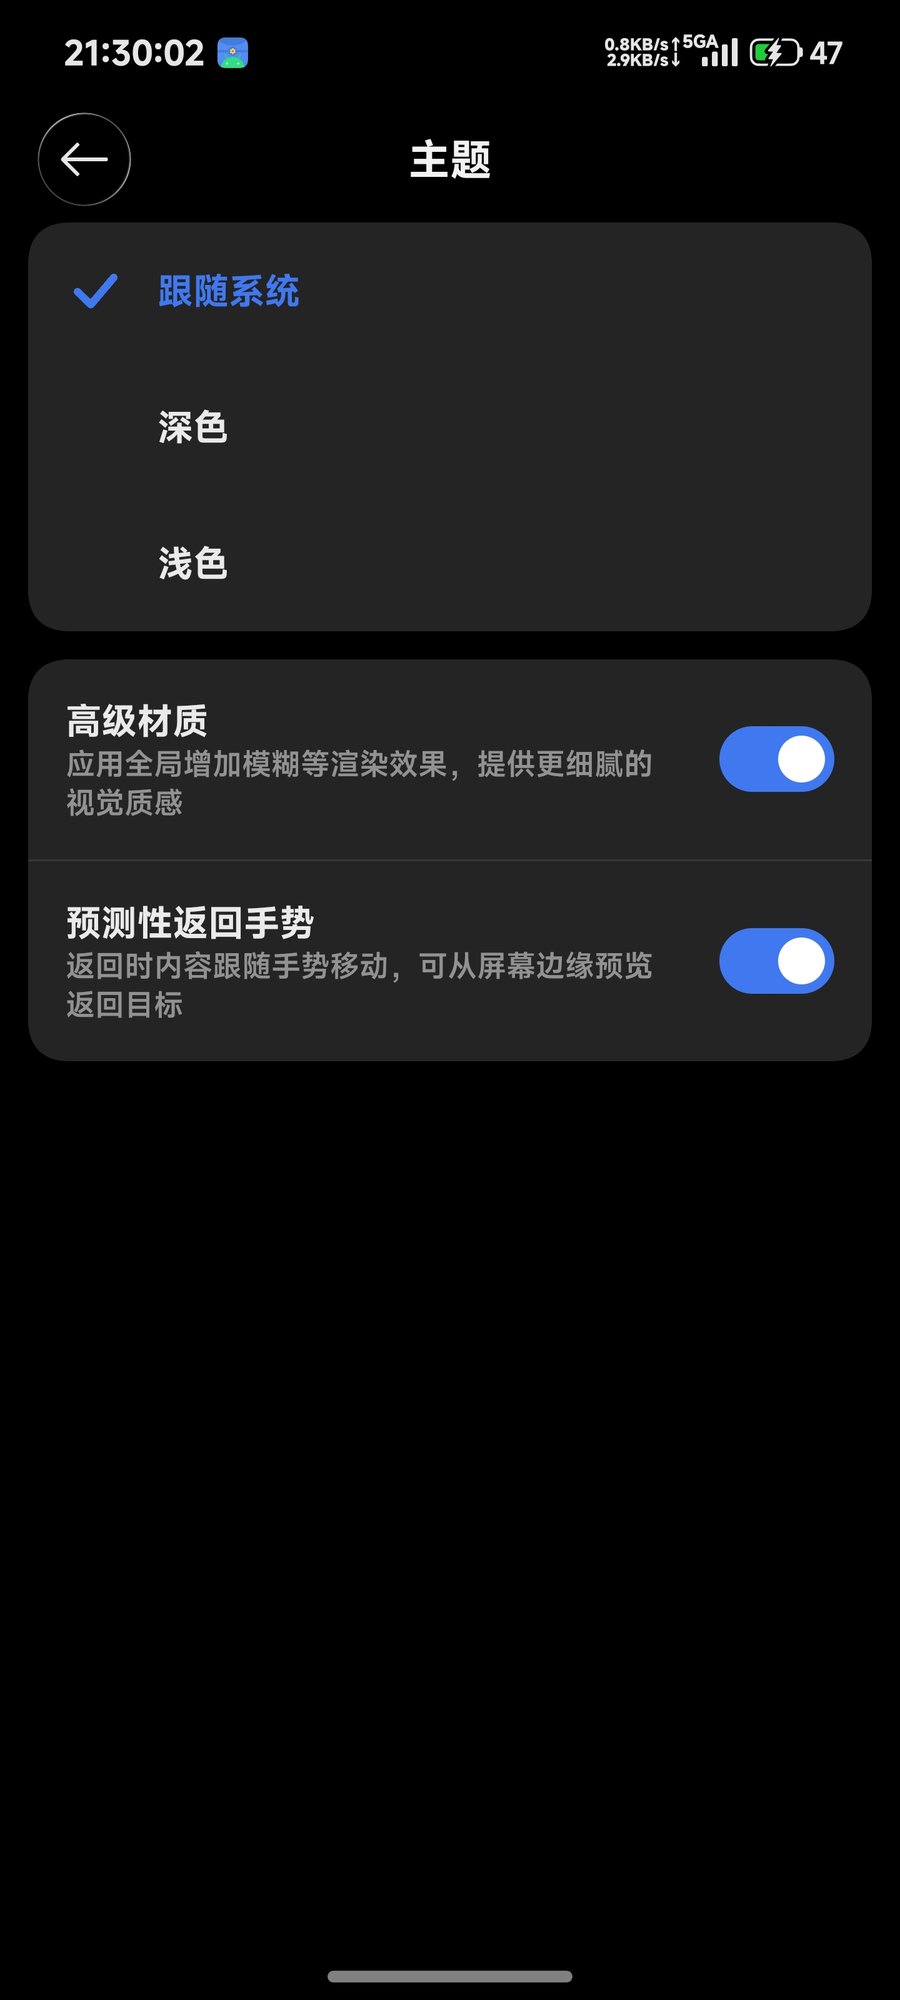 21:30:02
0.8KB/s↑ 5GA
2.9KB/s↓
47
主题
跟随系统
深色
浅色
高级材质
应用全局增加模糊等渲染效果，提供更细腻的
视觉质感
预测性返回手势
返回时内容跟随手势移动，可从屏幕边缘预览
返回目标